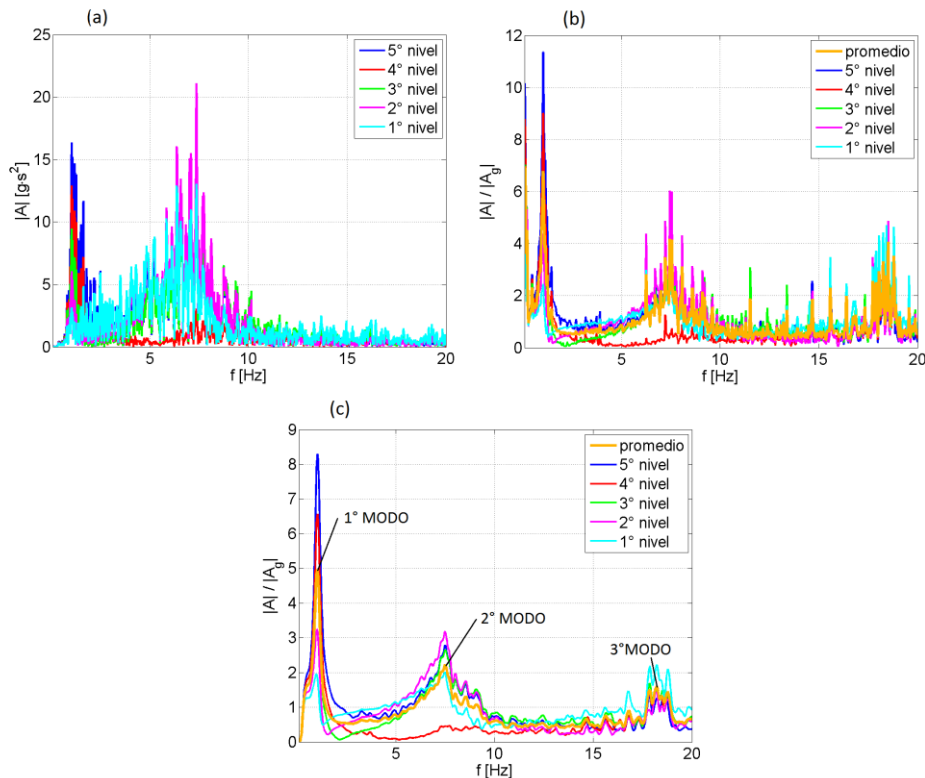 (a)
25
20
15
10
5
0
|A| [g·s²]
5 10 15 20
f [Hz]
5° nivel
4° nivel
3° nivel
2° nivel
1° nivel
(b)
12
10
8
6
4
2
0
|A| / |Ag|
5 10 15 20
f [Hz]
promedio
5° nivel
4° nivel
3° nivel
2° nivel
1° nivel
(c)
9
8
7
6
5
4
3
2
1
0
|A| / |Ag|
5 10 15 20
f [Hz]
promedio
5° nivel
4° nivel
3° nivel
2° nivel
1° nivel
1° MODO
2° MODO
3°MODO